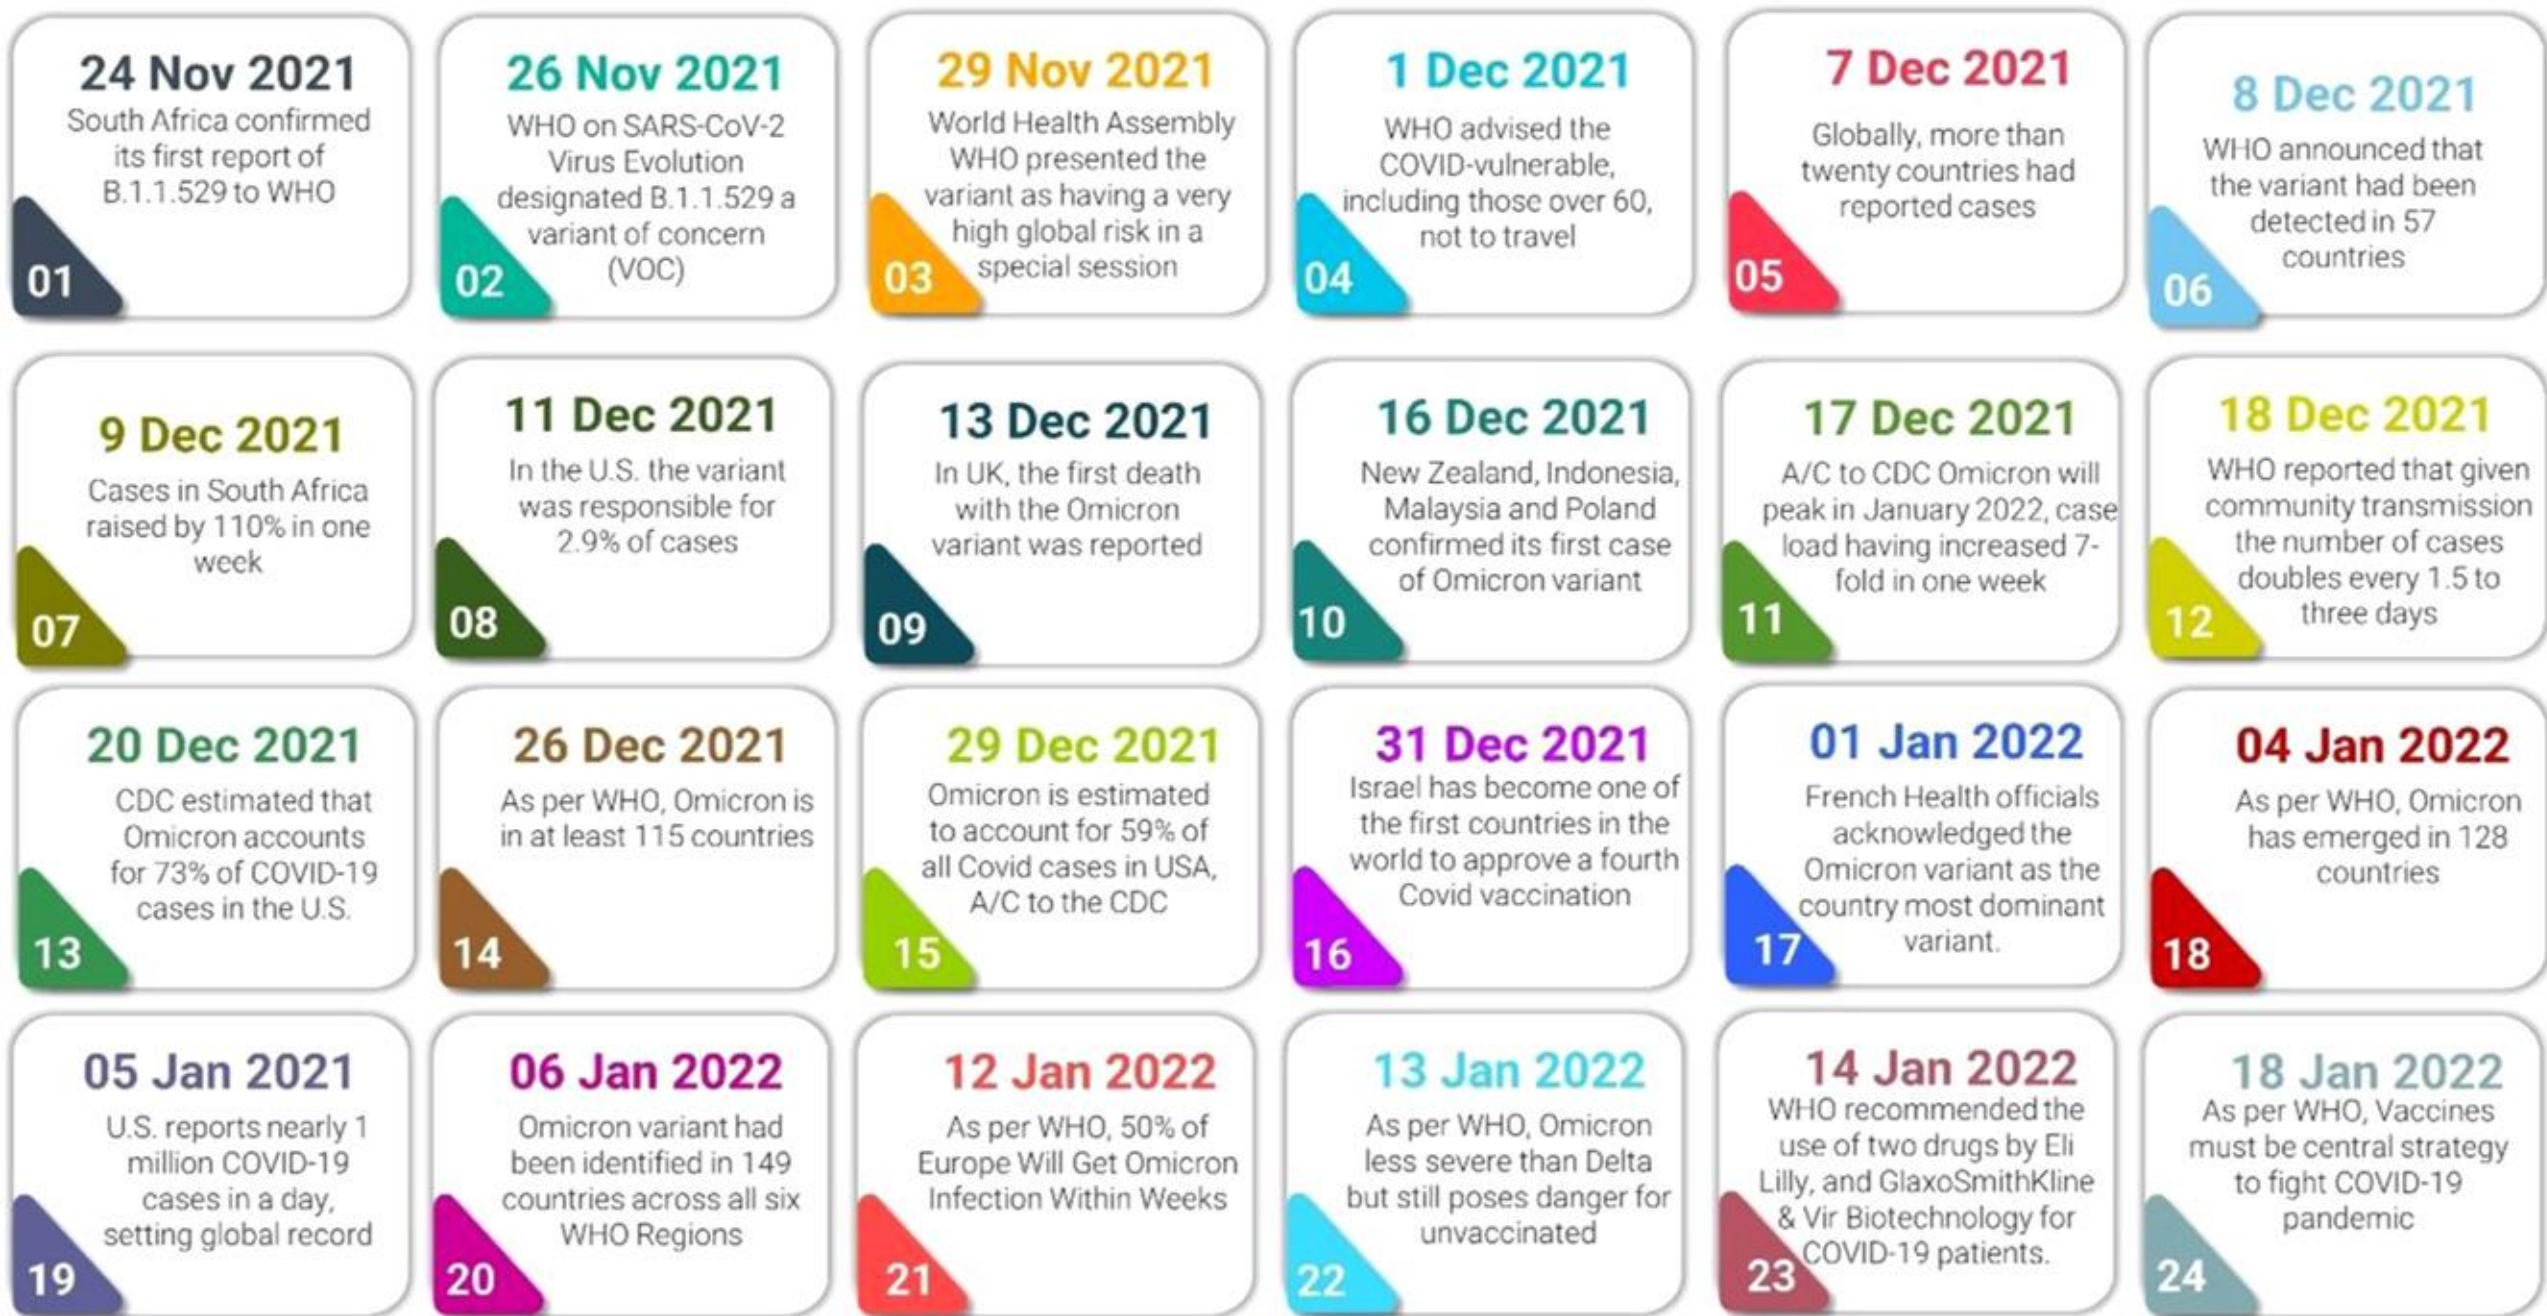 24 Nov 2021
South Africa confirmed
its first report of
B.1.1.529 to WHO
01
26 Nov 2021
WHO on SARS-CoV-2
Virus Evolution
designated B.1.1.529 a
variant of concern
(VOC)
02
29 Nov 2021
World Health Assembly
WHO presented the
variant as having a very
high global risk in a
special session
03
1 Dec 2021
WHO advised the
COVID-vulnerable,
including those over 60,
not to travel
04
7 Dec 2021
Globally, more than
twenty countries had
reported cases
05
8 Dec 2021
WHO announced that
the variant had been
detected in 57
countries
06
9 Dec 2021
Cases in South Africa
raised by 110% in one
week
07
11 Dec 2021
In the U.S. the variant
was responsible for
2.9% of cases
08
13 Dec 2021
In UK, the first death
with the Omicron
variant was reported
09
16 Dec 2021
New Zealand, Indonesia,
Malaysia and Poland
confirmed its first case
of Omicron variant
10
17 Dec 2021
A/C to CDC Omicron will
peak in January 2022, case
load having increased 7-
fold in one week
11
18 Dec 2021
WHO reported that given
community transmission
the number of cases
doubles every 1.5 to
three days
12
20 Dec 2021
CDC estimated that
Omicron accounts
for 73% of COVID-19
cases in the U.S.
13
26 Dec 2021
As per WHO, Omicron is
in at least 115 countries
14
29 Dec 2021
Omicron is estimated
to account for 59% of
all Covid cases in USA,
A/C to the CDC
15
31 Dec 2021
Israel has become one of
the first countries in the
world to approve a fourth
Covid vaccination
16
01 Jan 2022
French Health officials
acknowledged the
Omicron variant as the
country most dominant
variant.
17
04 Jan 2022
As per WHO, Omicron
has emerged in 128
countries
18
05 Jan 2021
U.S. reports nearly 1
million COVID-19
cases in a day,
setting global record
19
06 Jan 2022
Omicron variant had
been identified in 149
countries across all six
WHO Regions
20
12 Jan 2022
As per WHO, 50% of
Europe Will Get Omicron
Infection Within Weeks
21
13 Jan 2022
As per WHO, Omicron
less severe than Delta
but still poses danger for
unvaccinated
22
14 Jan 2022
WHO recommended the
use of two drugs by Eli
Lilly, and GlaxoSmithKline
& Vir Biotechnology for
COVID-19 patients.
23
18 Jan 2022
As per WHO, Vaccines
must be central strategy
to fight COVID-19
pandemic
24